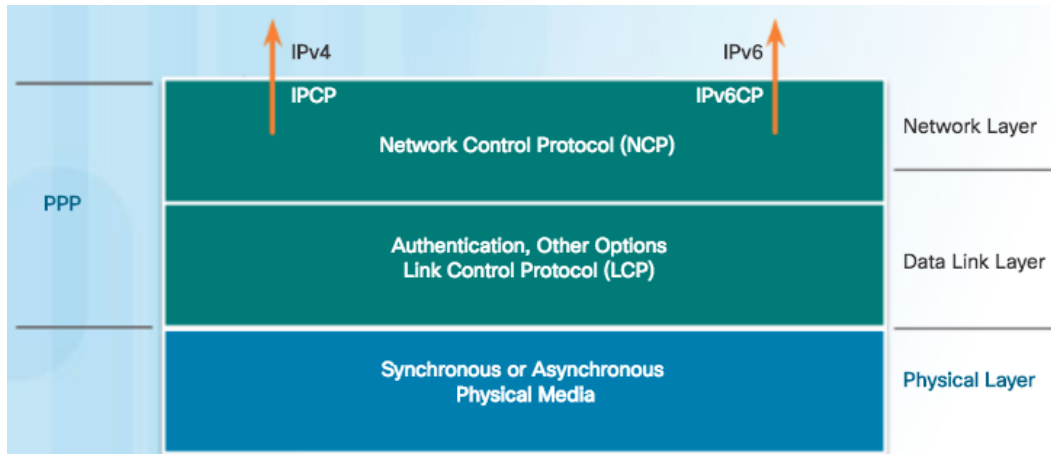 IPv4
IPv6
IPCP
IPv6CP
Network Control Protocol (NCP)
Network Layer
PPP
Authentication, Other Options
Link Control Protocol (LCP)
Data Link Layer
Synchronous or Asynchronous
Physical Media
Physical Layer